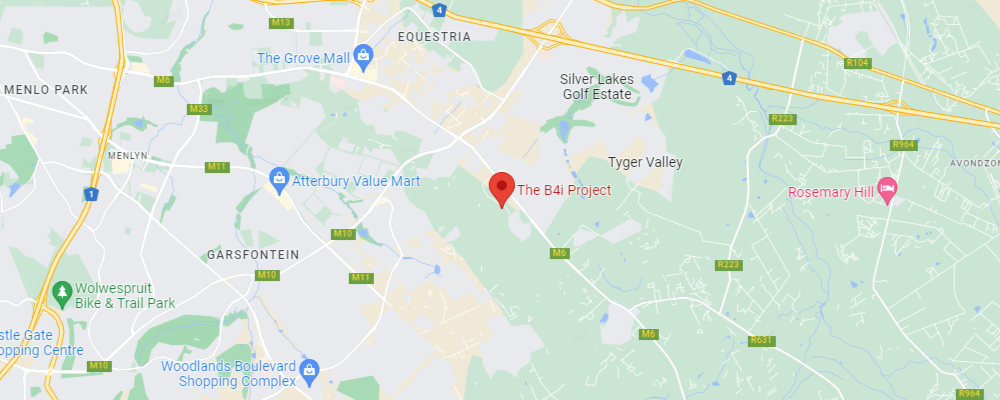 4
M13
EQUESTRIA
The Grove Mall
R104
M6
4
Silver Lakes
Golf Estate
MENLO PARK
M33
R223
R964
MENLYN
M11
Tyger Valley
AVONDZON
Atterbury Value Mart
The B4i Project
Rosemary Hill
1
M10
GARSFONTEIN
M6
R223
M10
M11
Wolwespruit
Bike & Trail Park
stle Gate
opping Centre
M6
R631
M10
Woodlands Boulevard
Shopping Complex
R964